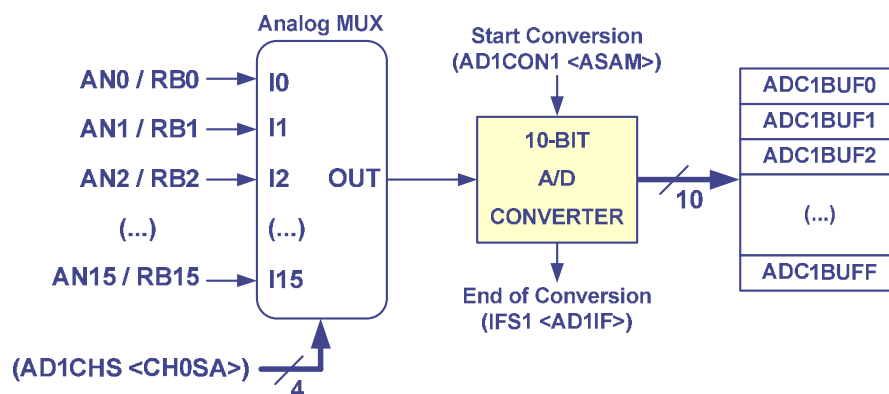 Analog MUX
AN0 / RB0
AN1 / RB1
AN2 / RB2
(...)
AN15 / RB15
I0
I1
I2
(...)
I15
OUT
(AD1CHS <CH0SA>)
4
Start Conversion
(AD1CON1 <ASAM>)
10-BIT
A/D
CONVERTER
End of Conversion
(IFS1 <AD1IF>)
10
ADC1BUF0
ADC1BUF1
ADC1BUF2
(...)
ADC1BUFF